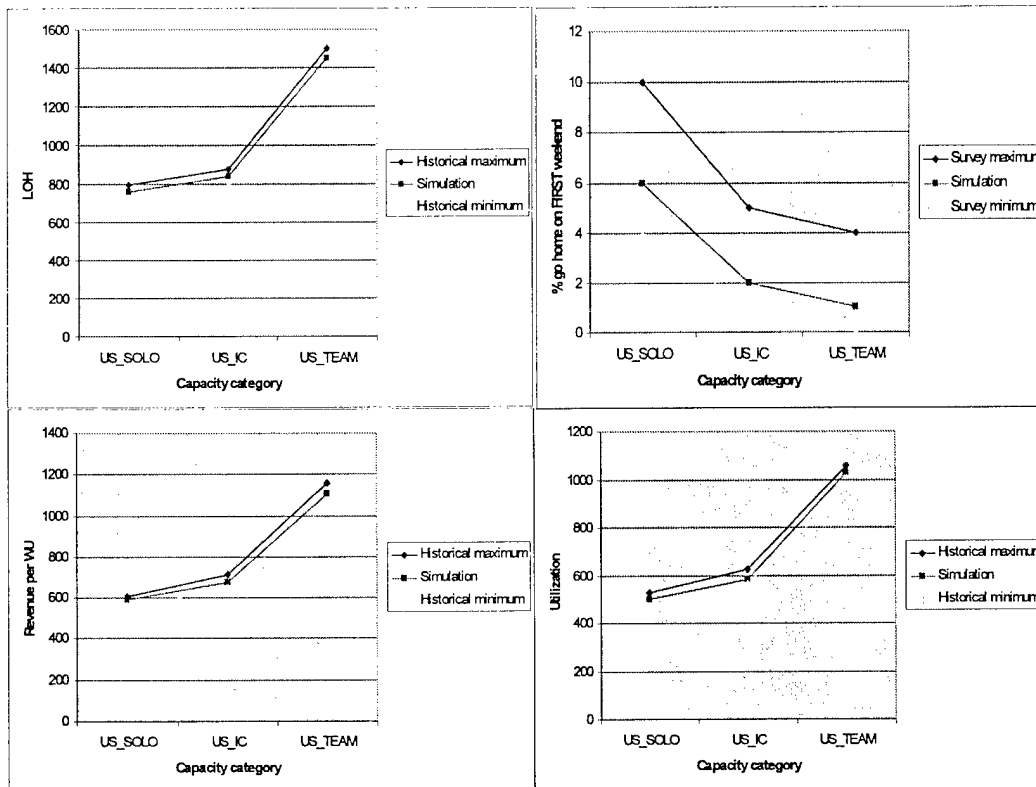 1600
1400
1200
1000
800
600
400
200
0
LOH
US_SOLO US_IC US_TEAM
Capacity category
Historical maximum
Simulation
Historical minimum
12
10
8
6
4
2
0
% go home on FIRST weekend
US_SOLO US_IC US_TEAM
Capacity category
Survey maximum
Simulation
Survey minimum
1400
1200
1000
800
600
400
200
0
Revenue per WU
US_SOLO US_IC US_TEAM
Capacity category
Historical maximum
Simulation
Historical minimum
1200
1000
800
600
400
200
0
Utilization
US_SOLO US_IC US_TEAM
Capacity category
Historical maximum
Simulation
Historical minimum